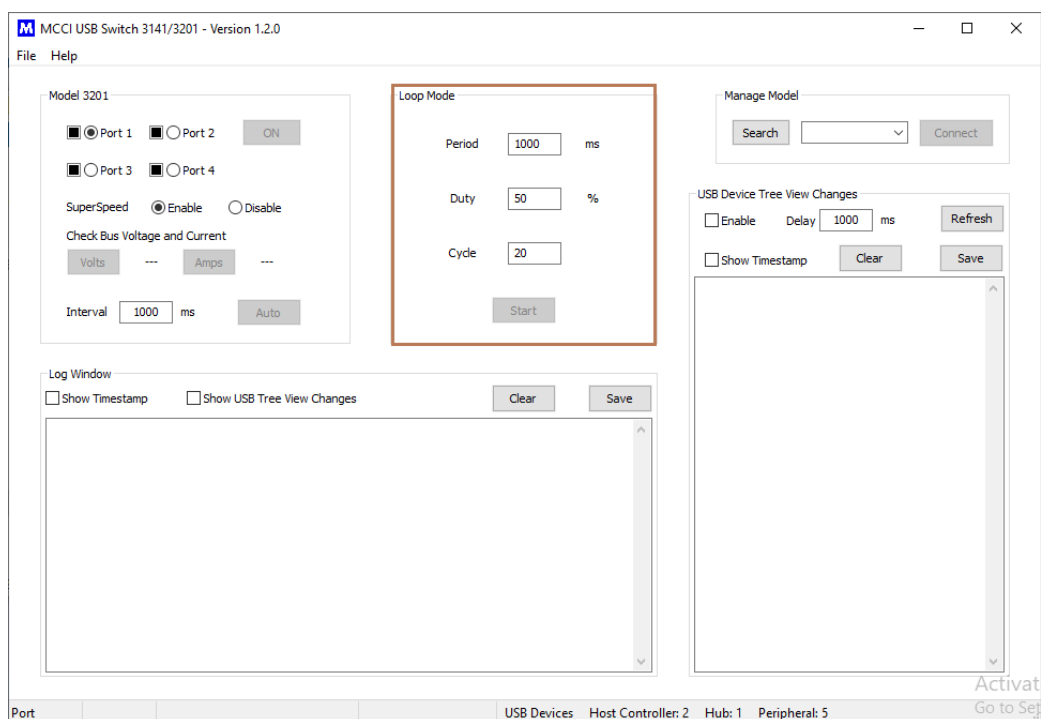 M MCCI USB Switch 3141/3201 - Version 1.2.0
File Help
Model 3201
Port 1 Port 2 ON
Port 3 Port 4
SuperSpeed Enable Disable
Check Bus Voltage and Current
Volts --- Amps ---
Interval 1000 ms Auto
Loop Mode
Period 1000 ms
Duty 50 %
Cycle 20
Start
Manage Model
Search Connect
USB Device Tree View Changes
Enable Delay 1000 ms Refresh
Show Timestamp Clear Save
Log Window
Show Timestamp Show USB Tree View Changes Clear Save
Activat
Go to Set
Port USB Devices Host Controller: 2 Hub: 1 Peripheral: 5